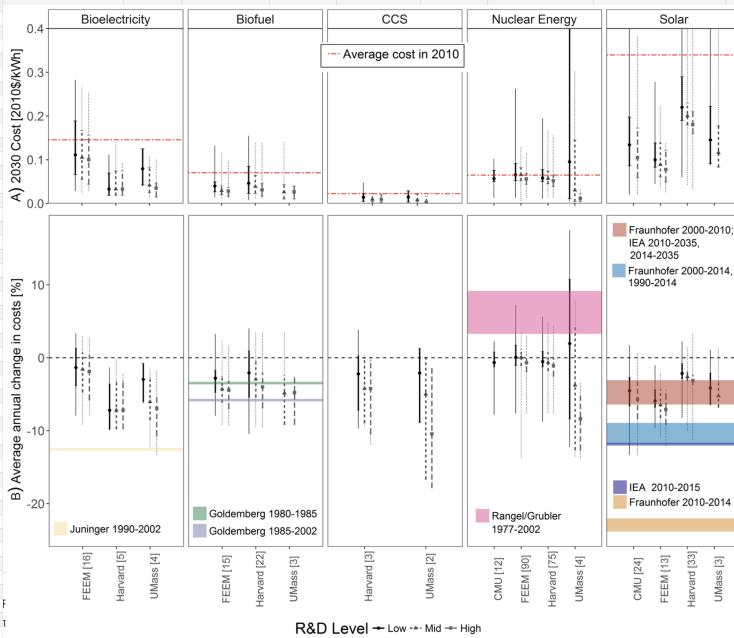 Bioelectricity
Biofuel
CCS
Nuclear Energy
Solar
A) 2030 Cost [2010$/kWh]
0.4
0.3
0.2
0.1
0.0
Average cost in 2010
B) Average annual change in costs [%]
10
0
-10
-20
Juninger 1990-2002
Goldemberg 1980-1985
Goldemberg 1985-2002
Rangel/Grubler
1977-2002
Fraunhofer 2000-2010;
IEA 2010-2035,
2014-2035
Fraunhofer 2000-2014,
1990-2014
IEA 2010-2015
Fraunhofer 2010-2014
FEEM [16]
Harvard [5]
UMass [4]
FEEM [15]
Harvard [22]
UMass [3]
Harvard [3]
UMass [2]
CMU [12]
FEEM [90]
Harvard [75]
UMass [4]
CMU [24]
FEEM [13]
Harvard [33]
UMass [3]
R&D Level Low Mid High